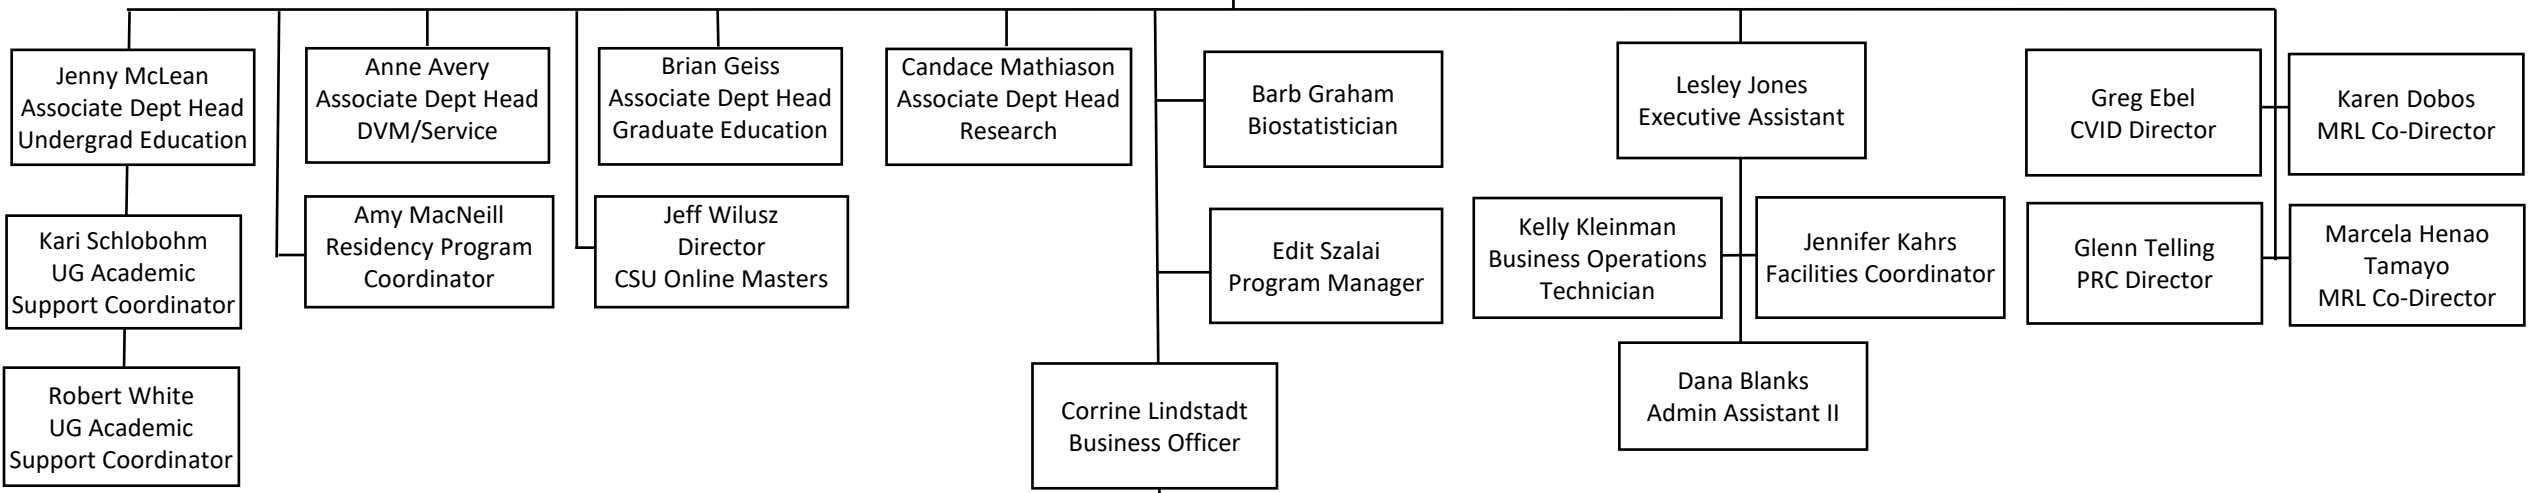 Jenny McLean
Associate Dept Head
Undergrad Education
Anne Avery
Associate Dept Head
DVM/Service
Brian Geiss
Associate Dept Head
Graduate Education
Candace Mathiason
Associate Dept Head
Research
Barb Graham
Biostatistician
Lesley Jones
Executive Assistant
Greg Ebel
CVID Director
Karen Dobos
MRL Co-Director
Kari Schlobohm
UG Academic
Support Coordinator
Amy MacNeill
Residency Program
Coordinator
Jeff Wilusz
Director
CSU Online Masters
Edit Szalai
Program Manager
Kelly Kleinman
Business Operations
Technician
Jennifer Kahrs
Facilities Coordinator
Glenn Telling
PRC Director
Marcela Henao
Tamayo
MRL Co-Director
Robert White
UG Academic
Support Coordinator
Corrine Lindstadt
Business Officer
Dana Blanks
Admin Assistant II